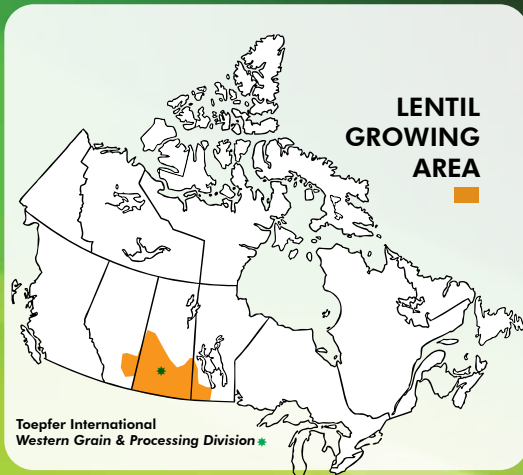 LENTIL
GROWING
AREA
Toepfer International
Western Grain & Processing Division